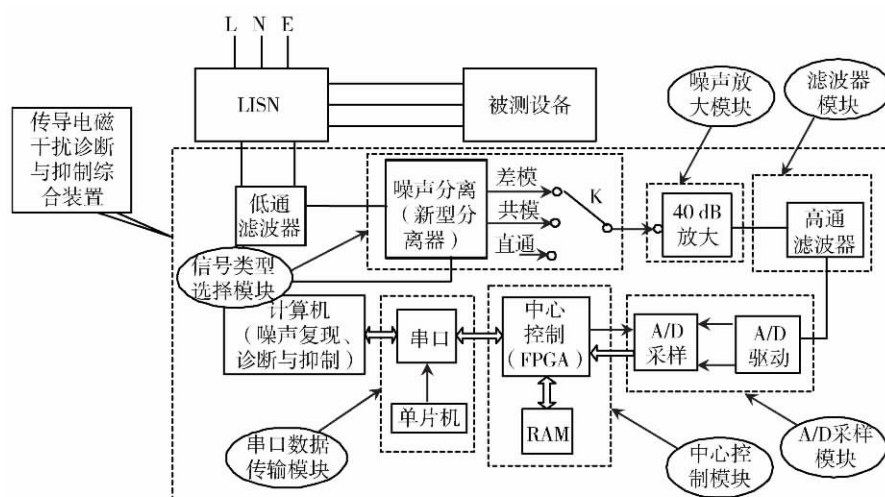 L N E
LISN
被测设备
噪声放
大模块
滤波器
模块
传导电磁
干扰诊断
与抑制综
合装置
低通
滤波器
噪声分离
(新型分
离器)
差模
共模
直通
K
40 dB
放大
高通
滤波器
信号类型
选择模块
计算机
(噪声复现、
诊断与抑制)
串口
中心
控制
(FPGA)
A/D
采样
A/D
驱动
单片机
RAM
串口数据
传输模块
中心控
制模块
A/D采样
模块